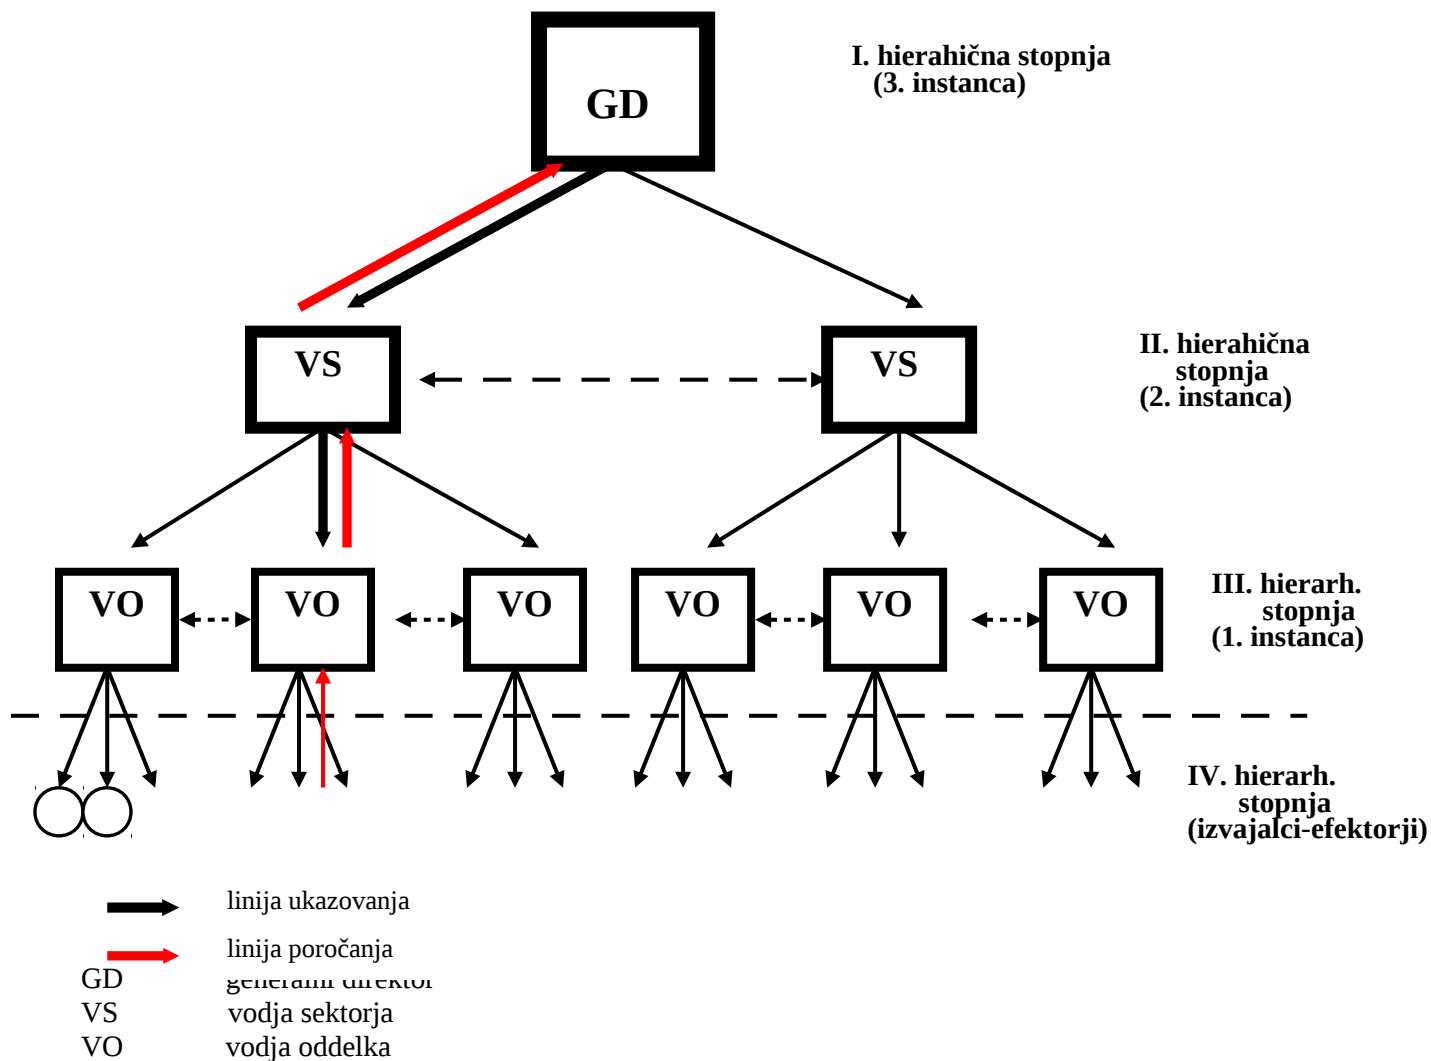 I. hierahična stopnja
(3. instanca)
GD
VS
VS
II. hierahična
stopnja
(2. instanca)
VO
VO
VO
VO
VO
VO
III. hierarh.
stopnja
(1. instanca)
IV. hierarh.
stopnja
(izvajalci-efektorji)
linija ukazovanja
linija poročanja
GD generalni direktor
VS vodja sektorja
VO vodja oddelka